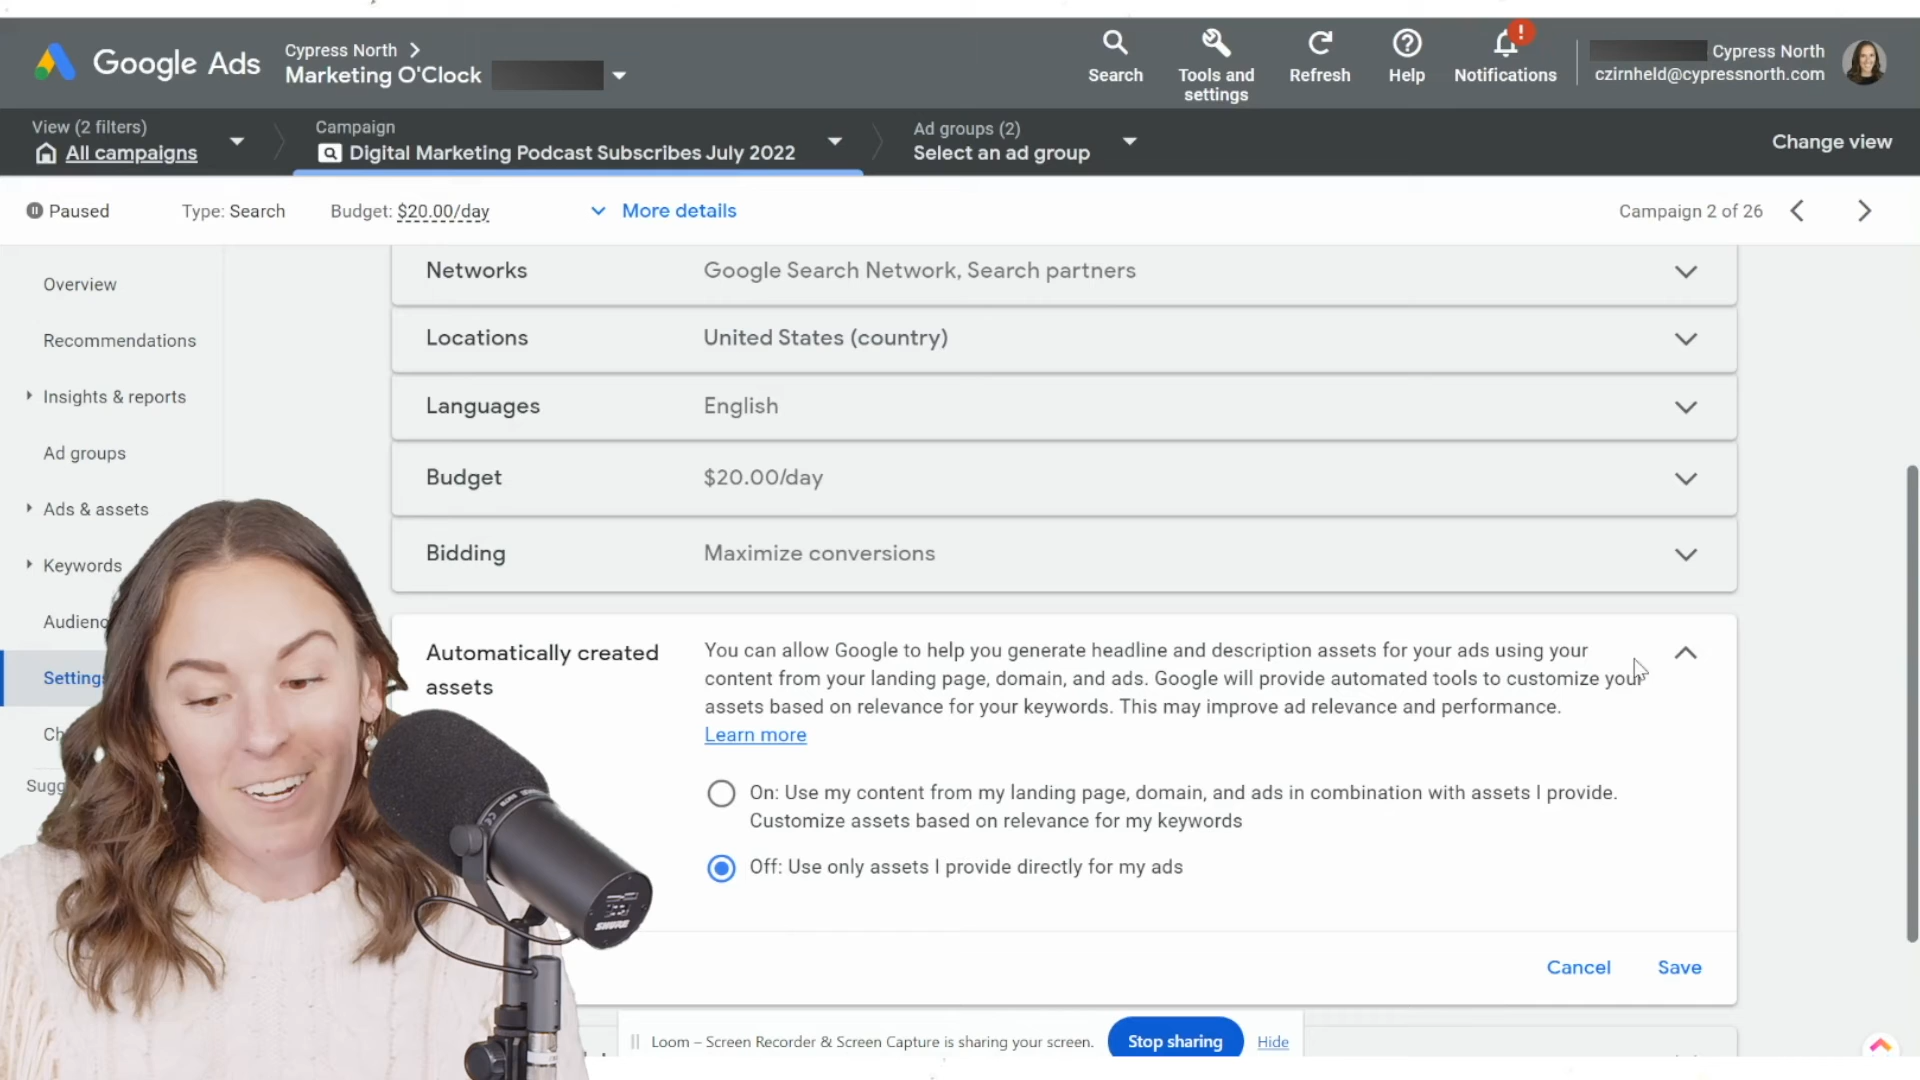 Google Ads
Cypress North
Marketing O'Clock
Search
Tools and
settings
Refresh
Help
Notifications
Cypress North
czirnheld@cypressnorth.com
View (2 filters)
All campaigns
Campaign
Digital Marketing Podcast Subscribes July 2022
Ad groups (2)
Select an ad group
Change view
Paused
Type: Search
Budget: $20.00/day
More details
Campaign 2 of 26
Overview
Recommendations
Insights & reports
Ad groups
Ads & assets
Keywords
Audienc
Settings
Ch
Sugg
Networks
Google Search Network, Search partners
Locations
United States (country)
Languages
English
Budget
$20.00/day
Bidding
Maximize conversions
Automatically created
assets
You can allow Google to help you generate headline and description assets for your ads using your
content from your landing page, domain, and ads. Google will provide automated tools to customize your
assets based on relevance for your keywords. This may improve ad relevance and performance.
Learn more
On: Use my content from my landing page, domain, and ads in combination with assets I provide.
Customize assets based on relevance for my keywords
Off: Use only assets I provide directly for my ads
Cancel
Save
SHURE
Loom – Screen Recorder & Screen Capture is sharing your screen.
Stop sharing
Hide